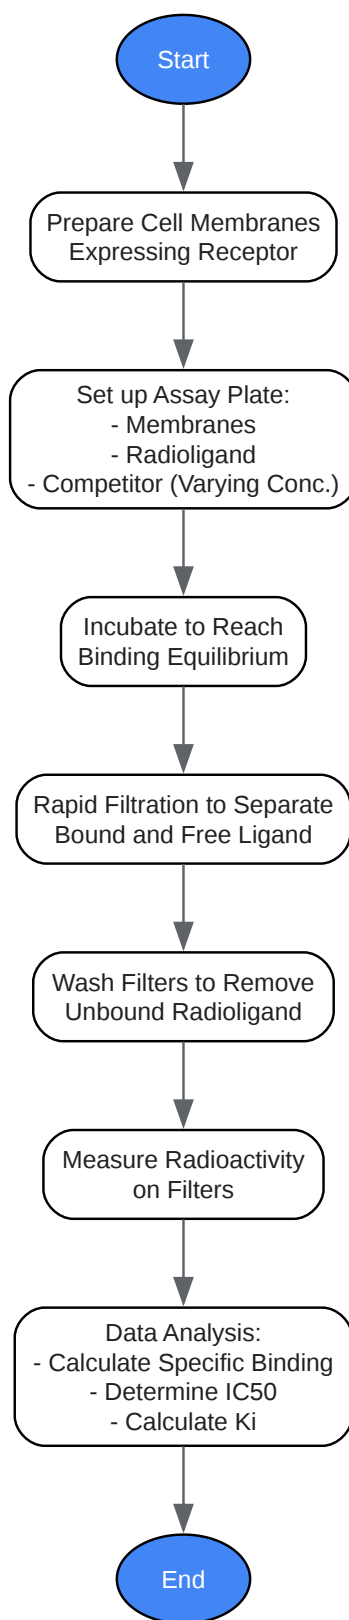 Start
Prepare Cell Membranes
Expressing Receptor
Set up Assay Plate:
- Membranes
- Radioligand
- Competitor (Varying Conc.)
Incubate to Reach
Binding Equilibrium
Rapid Filtration to Separate
Bound and Free Ligand
Wash Filters to Remove
Unbound Radioligand
Measure Radioactivity
on Filters
Data Analysis:
- Calculate Specific Binding
- Determine IC50
- Calculate Ki
End